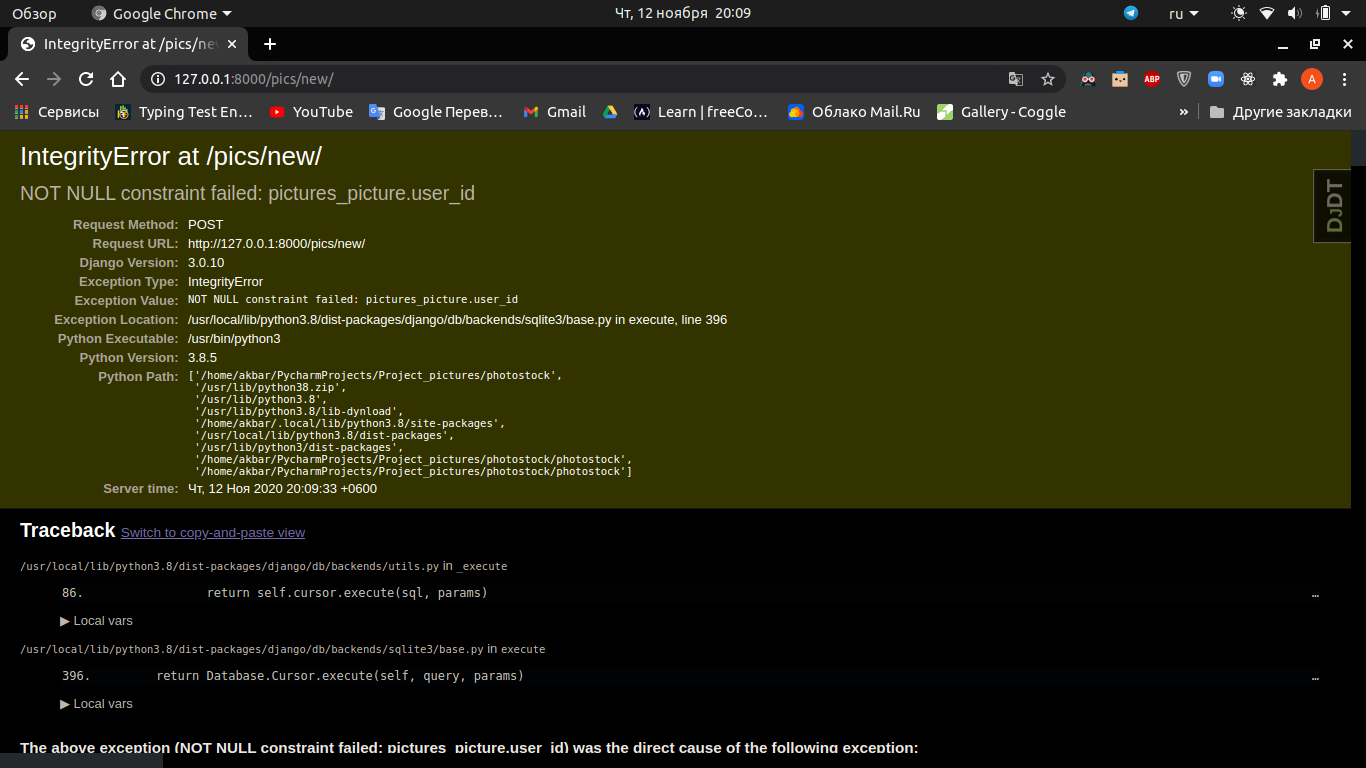 Обзор Google Chrome Чт, 12 ноября 20:09 ru
IntegrityError at /pics/new
127.0.0.1:8000/pics/new/ ABP A
Сервисы Typing Test En… YouTube Google Перев… Gmail Learn | freeCo… Облако Mail.Ru Gallery - Coggle » Другие закладки
IntegrityError at /pics/new/
NOT NULL constraint failed: pictures_picture.user_id
DJDT
Request Method: POST
Request URL: http://127.0.0.1:8000/pics/new/
Django Version: 3.0.10
Exception Type: IntegrityError
Exception Value: NOT NULL constraint failed: pictures_picture.user_id
Exception Location: /usr/local/lib/python3.8/dist-packages/django/db/backends/sqlite3/base.py in execute, line 396
Python Executable: /usr/bin/python3
Python Version: 3.8.5
Python Path: ['/home/akbar/PycharmProjects/Project_pictures/photostock',
'/usr/lib/python38.zip',
'/usr/lib/python3.8',
'/usr/lib/python3.8/lib-dynload',
'/home/akbar/.local/lib/python3.8/site-packages',
'/usr/local/lib/python3.8/dist-packages',
'/usr/lib/python3/dist-packages',
'/home/akbar/PycharmProjects/Project_pictures/photostock/photostock',
'/home/akbar/PycharmProjects/Project_pictures/photostock/photostock']
Server time: Чт, 12 Ноя 2020 20:09:33 +0600
Traceback Switch to copy-and-paste view
/usr/local/lib/python3.8/dist-packages/django/db/backends/utils.py in _execute
86. return self.cursor.execute(sql, params) …
▶ Local vars
/usr/local/lib/python3.8/dist-packages/django/db/backends/sqlite3/base.py in execute
396. return Database.Cursor.execute(self, query, params) …
▶ Local vars
The above exception (NOT NULL constraint failed: pictures_picture.user_id) was the direct cause of the following exception: